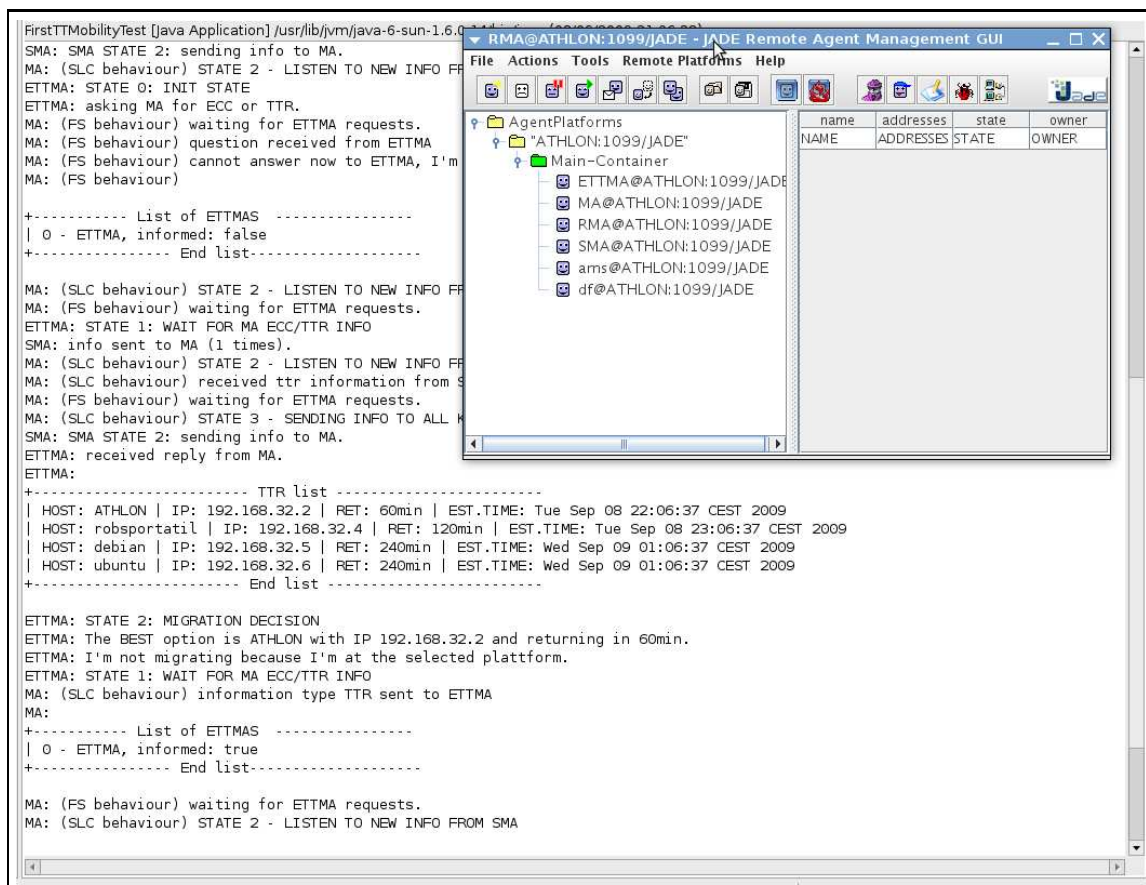 FirstTTMobilityTest [Java Application] /usr/lib/jvm/java-6-sun-1.6.0
SMA: SMA STATE 2: sending info to MA.
MA: (SLC behaviour) STATE 2 - LISTEN TO NEW INFO
ETTMA: STATE 0: INIT STATE
ETTMA: asking MA for ECC or TTR.
MA: (FS behaviour) waiting for ETTMA requests.
MA: (FS behaviour) question received from ETTMA
MA: (FS behaviour) cannot answer now to ETTMA, I'm
MA: (FS behaviour)
+----------- List of ETTMAS ----------------
| 0 - ETTMA, informed: false
+---------------- End list--------------------
MA: (SLC behaviour) STATE 2 - LISTEN TO NEW INFO
MA: (FS behaviour) waiting for ETTMA requests.
ETTMA: STATE 1: WAIT FOR MA ECC/TTR INFO
SMA: info sent to MA (1 times).
MA: (SLC behaviour) STATE 2 - LISTEN TO NEW INFO
MA: (SLC behaviour) received ttr information from
MA: (FS behaviour) waiting for ETTMA requests.
MA: (SLC behaviour) STATE 3 - SENDING INFO TO ALL
SMA: SMA STATE 2: sending info to MA.
ETTMA: received reply from MA.
ETTMA:
+------------------------- TTR list ------------------------
| HOST: ATHLON | IP: 192.168.32.2 | RET: 60min | EST.TIME: Tue Sep 08 22:06:37 CEST 2009
| HOST: robsportatil | IP: 192.168.32.4 | RET: 120min | EST.TIME: Tue Sep 08 23:06:37 CEST 2009
| HOST: debian | IP: 192.168.32.5 | RET: 240min | EST.TIME: Wed Sep 09 01:06:37 CEST 2009
| HOST: ubuntu | IP: 192.168.32.6 | RET: 240min | EST.TIME: Wed Sep 09 01:06:37 CEST 2009
+------------------------ End list -------------------------
ETTMA: STATE 2: MIGRATION DECISION
ETTMA: The BEST option is ATHLON with IP 192.168.32.2 and returning in 60min.
ETTMA: I'm not migrating because I'm at the selected plattform.
ETTMA: STATE 1: WAIT FOR MA ECC/TTR INFO
MA: (SLC behaviour) information type TTR sent to ETTMA
MA:
+----------- List of ETTMAS ----------------
| 0 - ETTMA, informed: true
+---------------- End list--------------------
MA: (FS behaviour) waiting for ETTMA requests.
MA: (SLC behaviour) STATE 2 - LISTEN TO NEW INFO FROM SMA
RMA@ATHLON:1099/JADE - JADE Remote Agent Management GUI
File Actions Tools Remote Platforms Help
Jade
AgentPlatforms
"ATHLON:1099/JADE"
Main-Container
ETTMA@ATHLON:1099/JADE
MA@ATHLON:1099/JADE
RMA@ATHLON:1099/JADE
SMA@ATHLON:1099/JADE
ams@ATHLON:1099/JADE
df@ATHLON:1099/JADE
name addresses state owner
NAME ADDRESSES STATE OWNER